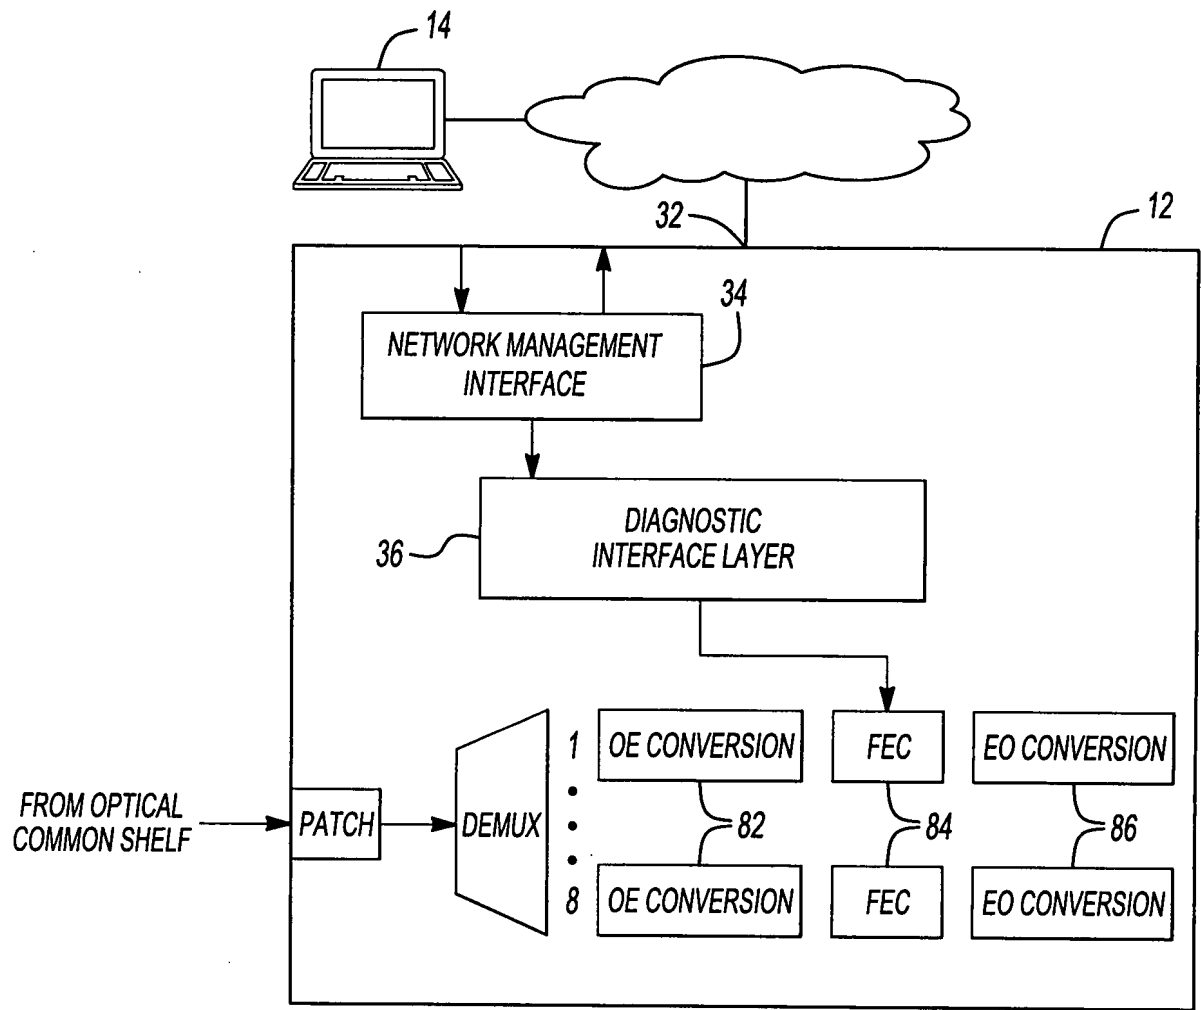 14
32
12
34
NETWORK MANAGEMENT
INTERFACE
36
DIAGNOSTIC
INTERFACE LAYER
FROM OPTICAL
COMMON SHELF
PATCH
DEMUX
1
OE CONVERSION
FEC
EO CONVERSION
82
84
86
8
OE CONVERSION
FEC
EO CONVERSION